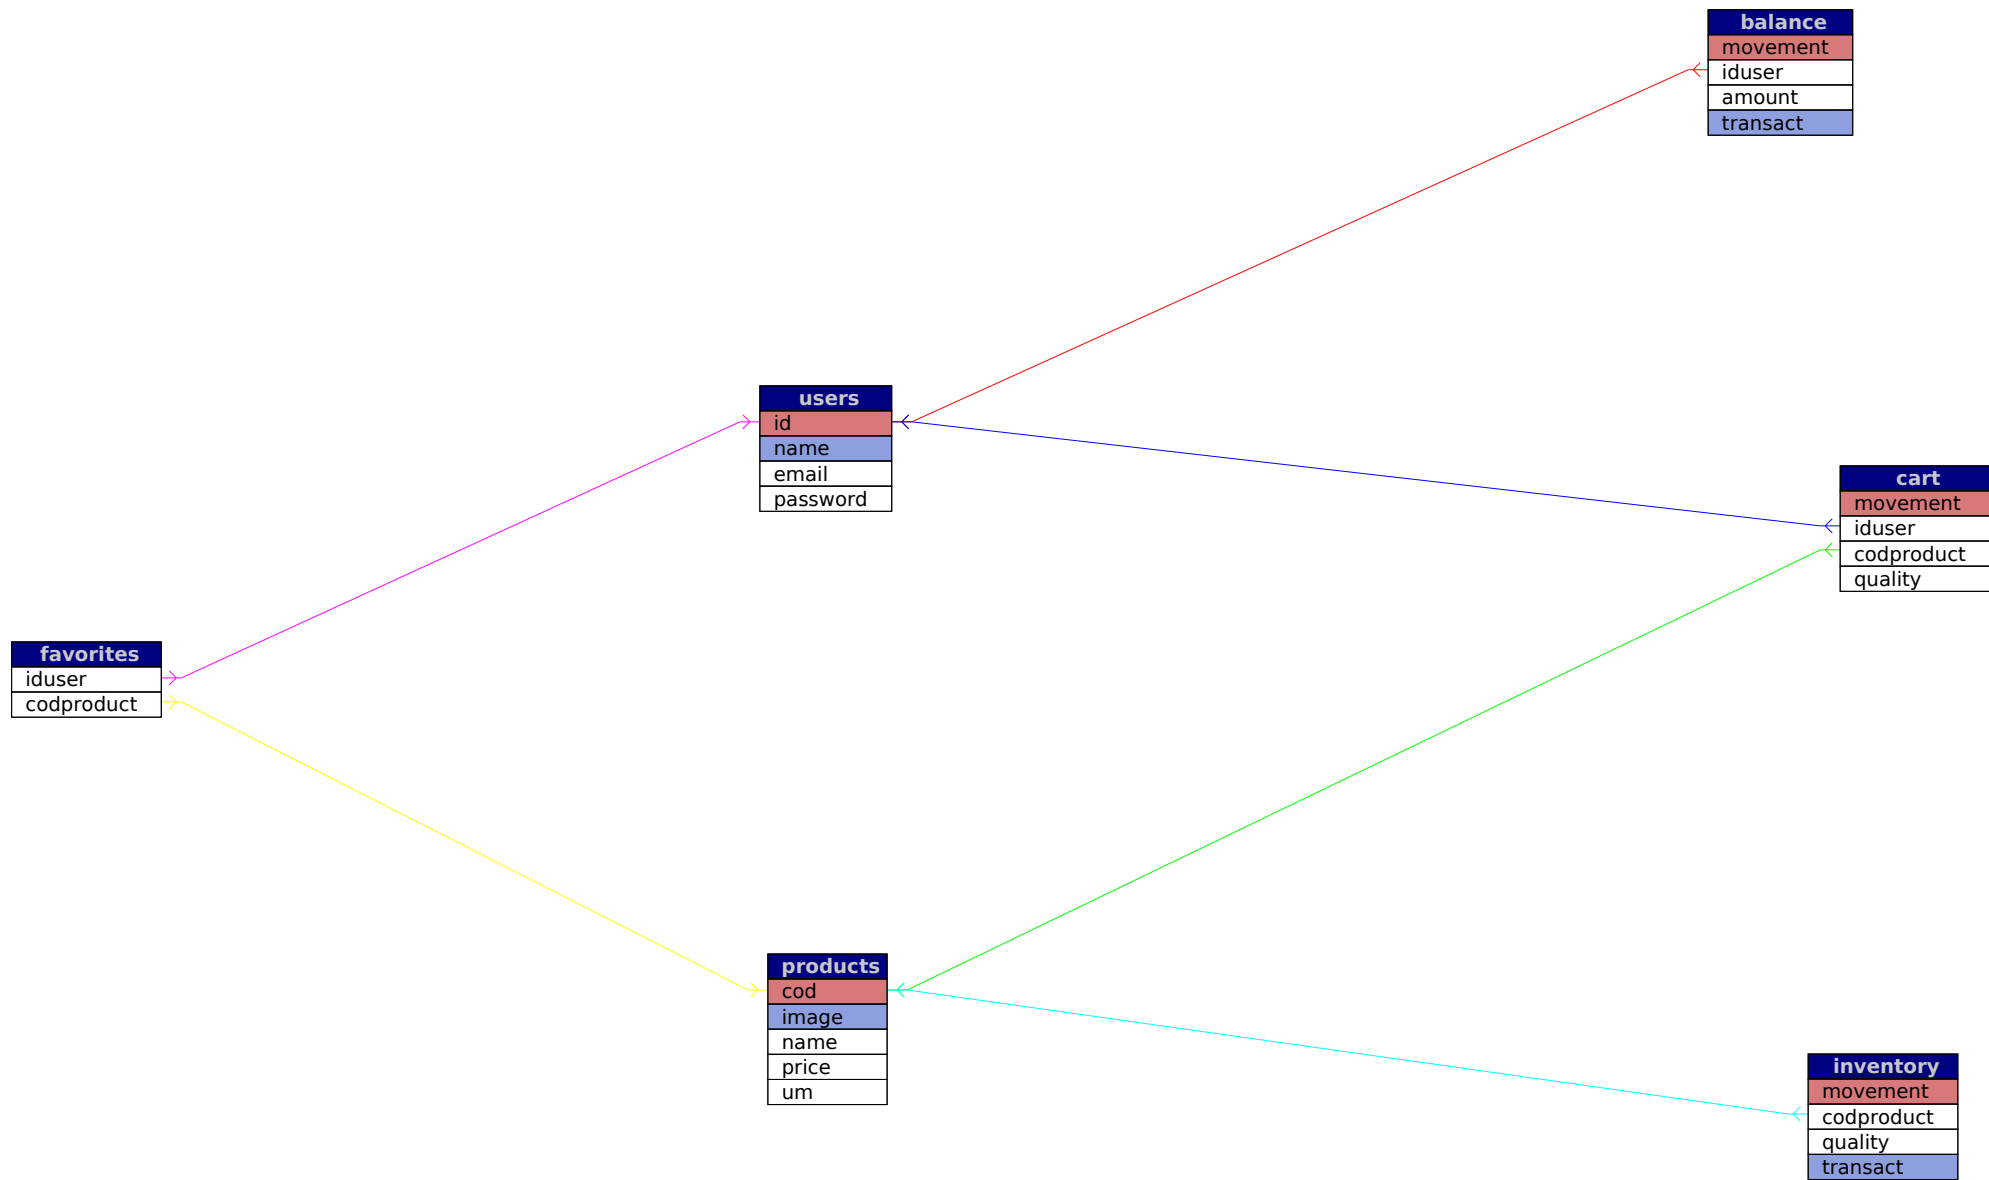 balance
movement
iduser
amount
transact
users
id
name
email
password
cart
movement
iduser
codproduct
quality
favorites
iduser
codproduct
products
cod
image
name
price
um
inventory
movement
codproduct
quality
transact